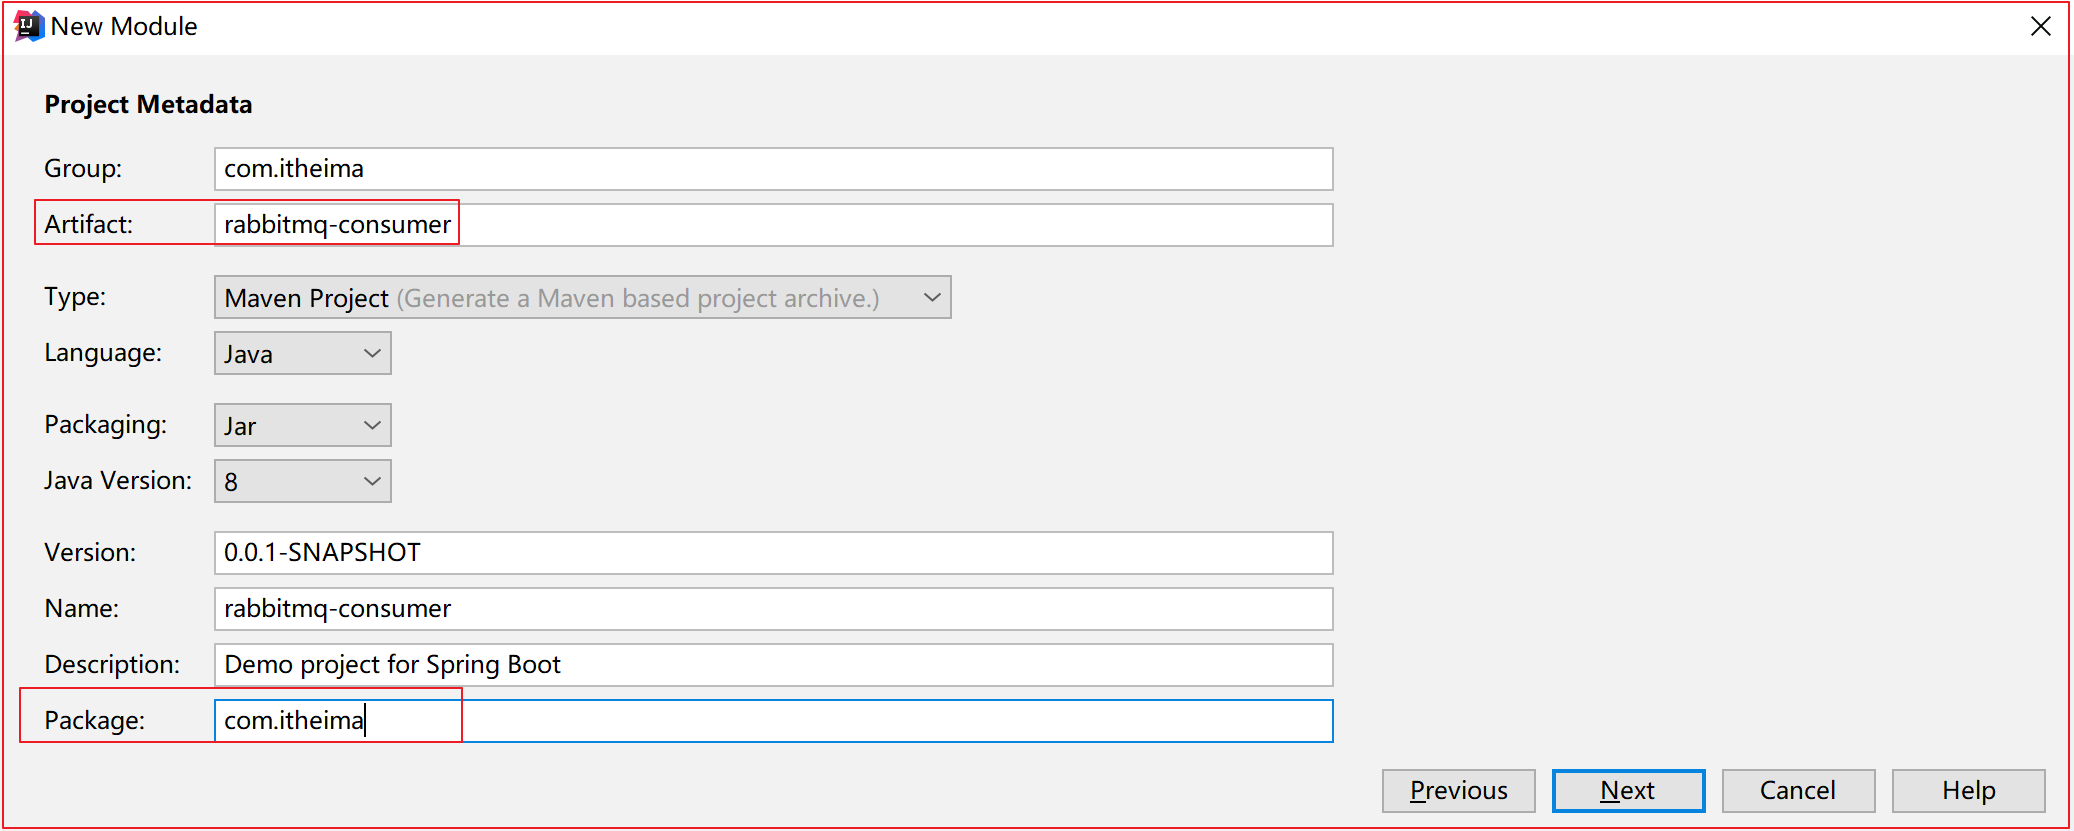 New Module
Project Metadata
Group: com.itheima
Artifact: rabbitmq-consumer
Type: Maven Project (Generate a Maven based project archive.)
Language: Java
Packaging: Jar
Java Version: 8
Version: 0.0.1-SNAPSHOT
Name: rabbitmq-consumer
Description: Demo project for Spring Boot
Package: com.itheima
Previous Next Cancel Help